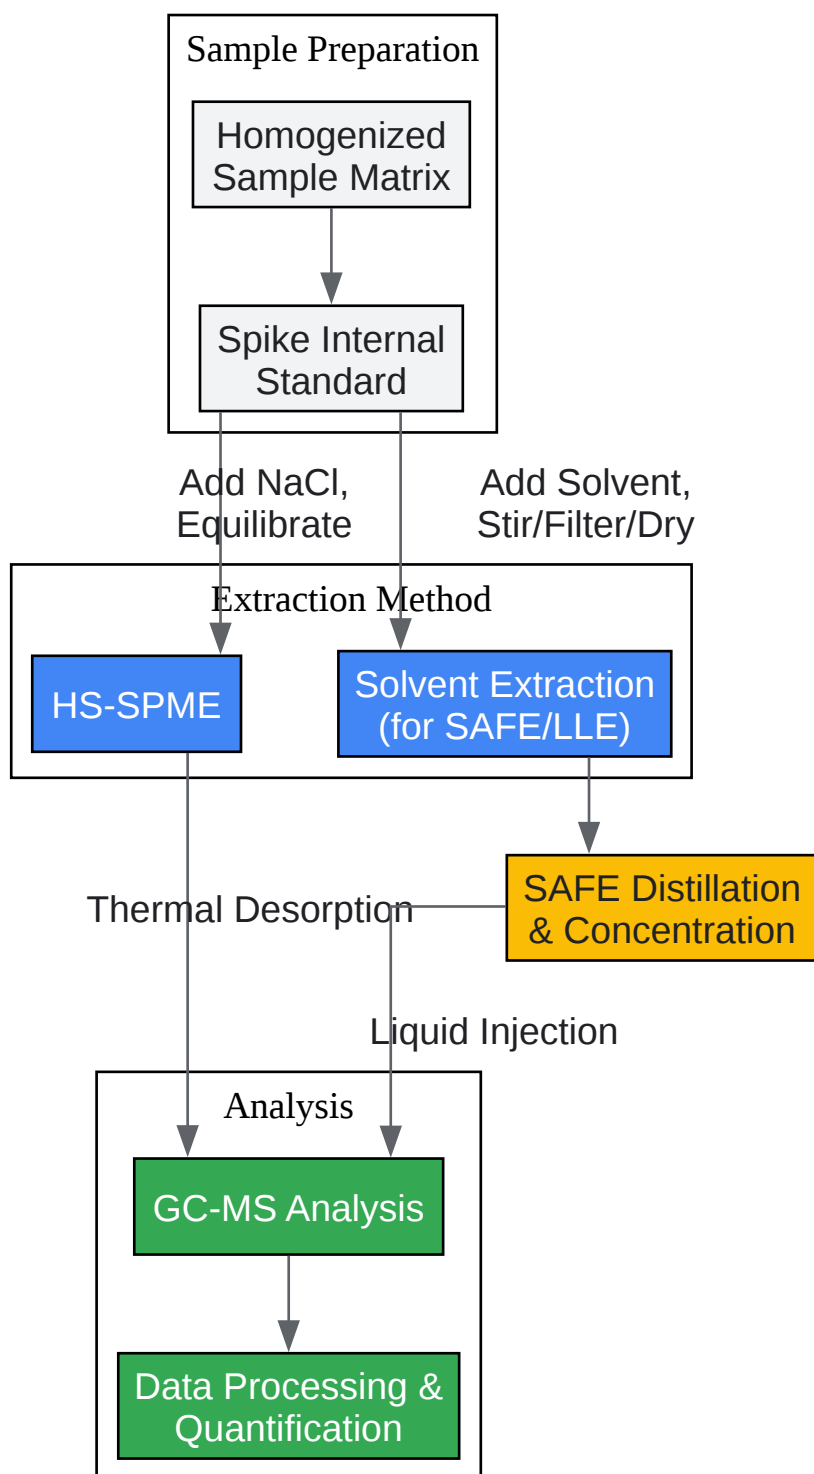 Sample Preparation
Homogenized
Sample Matrix
Spike Internal
Standard
Add NaCl,
Equilibrate
Add Solvent,
Stir/Filter/Dry
Extraction Method
HS-SPME
Solvent Extraction
(for SAFE/LLE)
SAFE Distillation
& Concentration
Thermal Desorption
Liquid Injection
Analysis
GC-MS Analysis
Data Processing &
Quantification